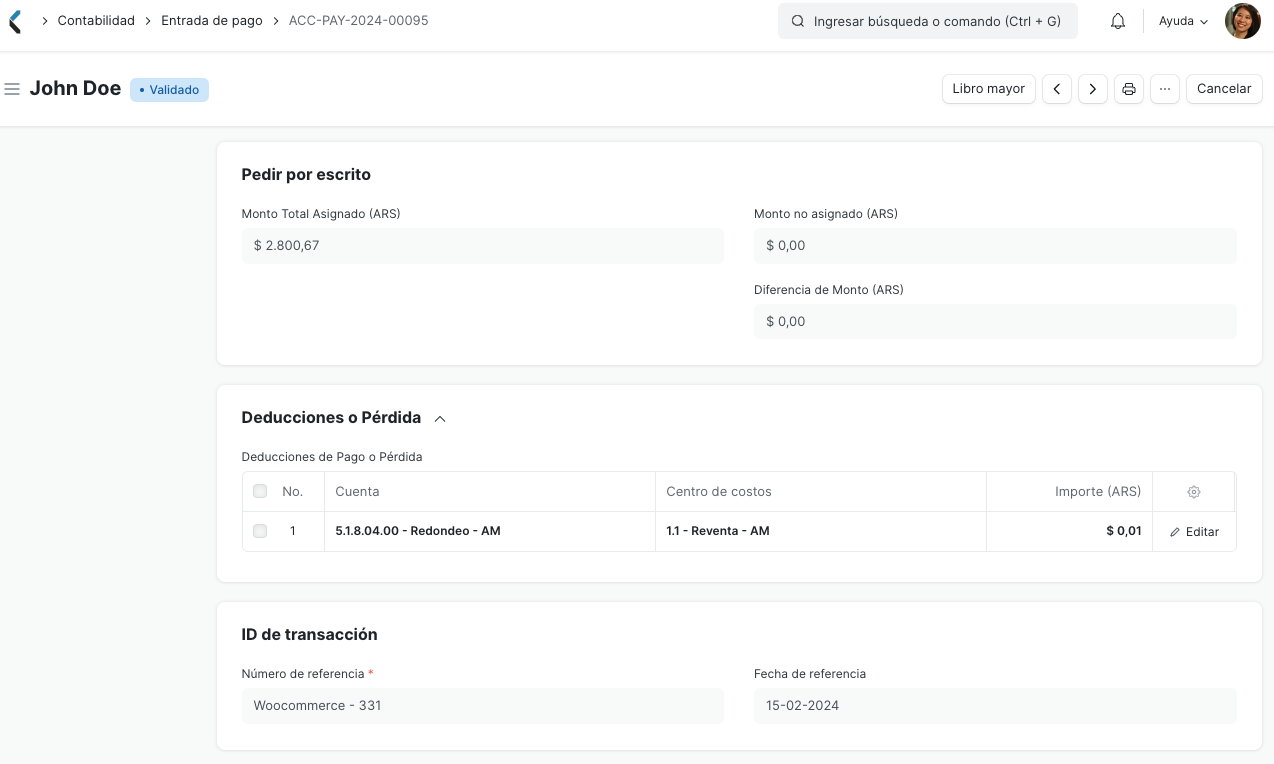 Contabilidad > Entrada de pago > ACC-PAY-2024-00095
Ingresar búsqueda o comando (Ctrl + G)
Ayuda
John Doe
• Validado
Libro mayor
Cancelar
Pedir por escrito
Monto Total Asignado (ARS)
$ 2.800,67
Monto no asignado (ARS)
$ 0,00
Diferencia de Monto (ARS)
$ 0,00
Deducciones o Pérdida
Deducciones de Pago o Pérdida
No. Cuenta Centro de costos Importe (ARS)
1 5.1.8.04.00 - Redondeo - AM 1.1 - Reventa - AM $ 0,01 Editar
ID de transacción
Número de referencia *
Woocommerce - 331
Fecha de referencia
15-02-2024